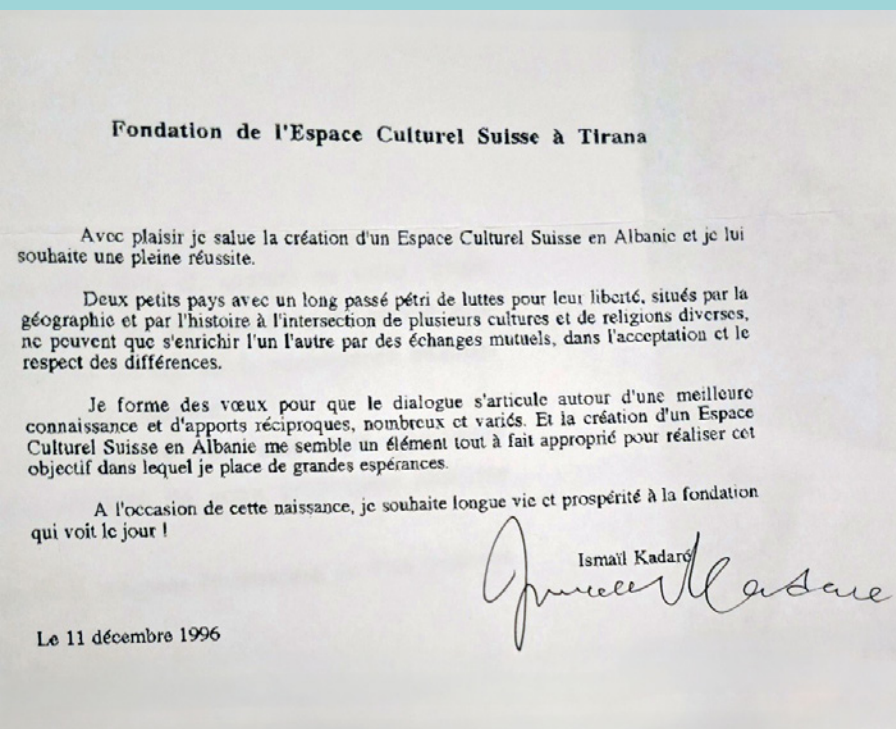 Fondation de l'Espace Culturel Suisse à Tirana
Avec plaisir je salue la création d'un Espace Culturel Suisse en Albanie et je lui
souhaite une pleine réussite.
Deux petits pays avec un long passé pétri de luttes pour leur liberté, situés par la
géographie et par l'histoire à l'intersection de plusieurs cultures et de religions diverses,
ne peuvent que s'enrichir l'un l'autre par des échanges mutuels, dans l'acceptation et le
respect des différences.
Je forme des vœux pour que le dialogue s'articule autour d'une meilleure
connaissance et d'apports réciproques, nombreux et variés. Et la création d'un Espace
Culturel Suisse en Albanie me semble un élément tout à fait approprié pour réaliser cet
objectif dans lequel je place de grandes espérances.
A l'occasion de cette naissance, je souhaite longue vie et prospérité à la fondation
qui voit le jour !
Ismaïl Kadaré
Le 11 décembre 1996